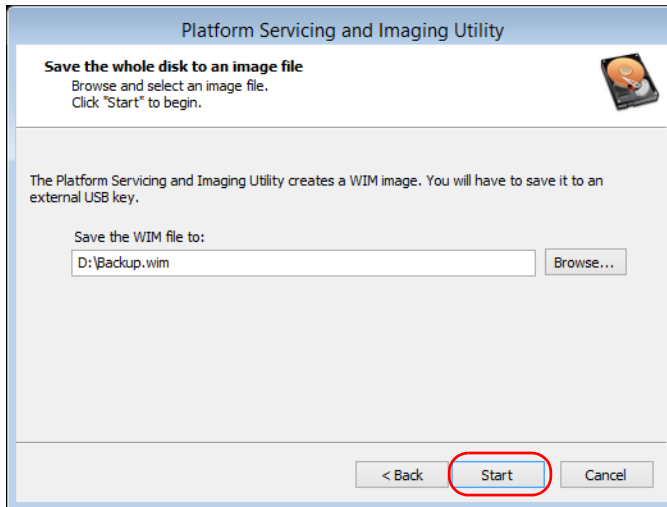 Platform Servicing and Imaging Utility
Save the whole disk to an image file
Browse and select an image file.
Click "Start" to begin.
The Platform Servicing and Imaging Utility creates a WIM image. You will have to save it to an
external USB key.
Save the WIM file to:
D:\Backup.wim
Browse...
< Back
Start
Cancel